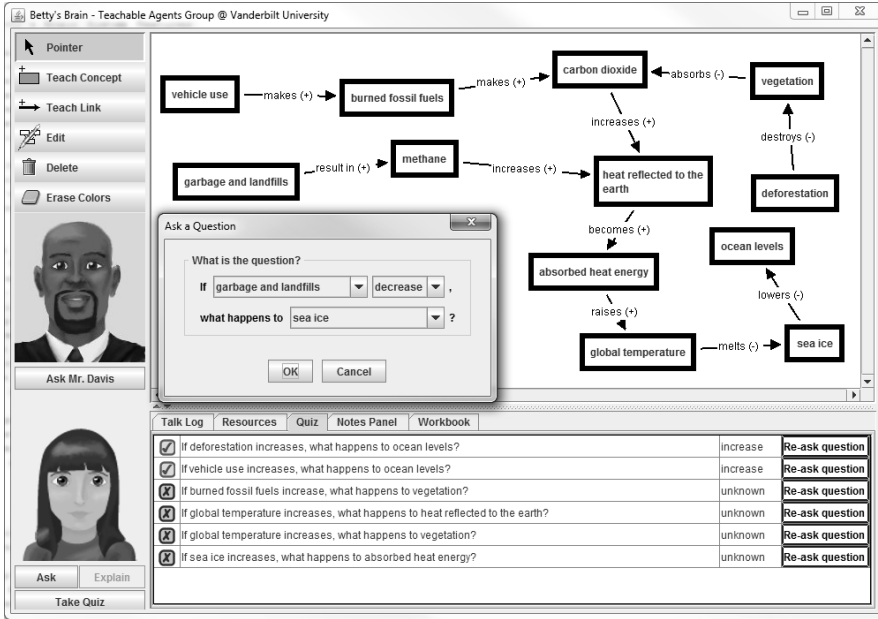 Betty's Brain - Teachable Agents Group @ Vanderbilt University
Pointer
Teach Concept
Teach Link
Edit
Delete
Erase Colors
Ask Mr. Davis
Ask
Explain
Take Quiz
vehicle use
makes (+)
burned fossil fuels
makes (+)
carbon dioxide
absorbs (-)
vegetation
increases (+)
destroys (-)
garbage and landfills
result in (+)
methane
increases (+)
heat reflected to the
earth
deforestation
becomes (+)
ocean levels
absorbed heat energy
lowers (-)
raises (+)
global temperature
melts (-)
sea ice
Ask a Question
What is the question?
If garbage and landfills decrease ,
what happens to sea ice ?
OK Cancel
Talk Log Resources Quiz Notes Panel Workbook
If deforestation increases, what happens to ocean levels? increase Re-ask question
If vehicle use increases, what happens to ocean levels? increase Re-ask question
If burned fossil fuels increase, what happens to vegetation? unknown Re-ask question
If global temperature increases, what happens to heat reflected to the earth? unknown Re-ask question
If global temperature increases, what happens to vegetation? unknown Re-ask question
If sea ice increases, what happens to absorbed heat energy? unknown Re-ask question